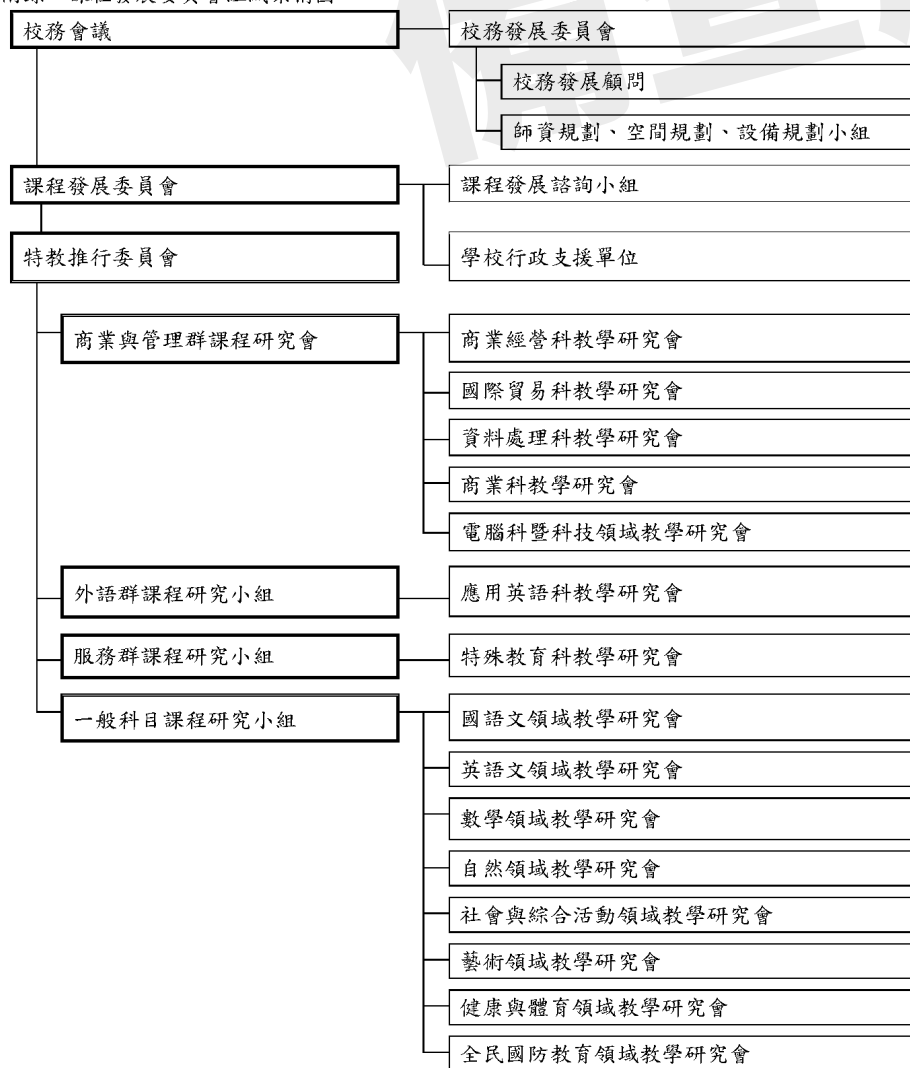 校務會議
校務發展委員會
校務發展顧問
師資規劃、空間規劃、設備規劃小組
課程發展委員會
課程發展諮詢小組
特教推行委員會
學校行政支援單位
商業與管理群課程研究會
商業經營科教學研究會
國際貿易科教學研究會
資料處理科教學研究會
商業科教學研究會
電腦科暨科技領域教學研究會
外語群課程研究小組
應用英語科教學研究會
服務群課程研究小組
特殊教育科教學研究會
一般科目課程研究小組
國語文領域教學研究會
英語文領域教學研究會
數學領域教學研究會
自然領域教學研究會
社會與綜合活動領域教學研究會
藝術領域教學研究會
健康與體育領域教學研究會
全民國防教育領域教學研究會